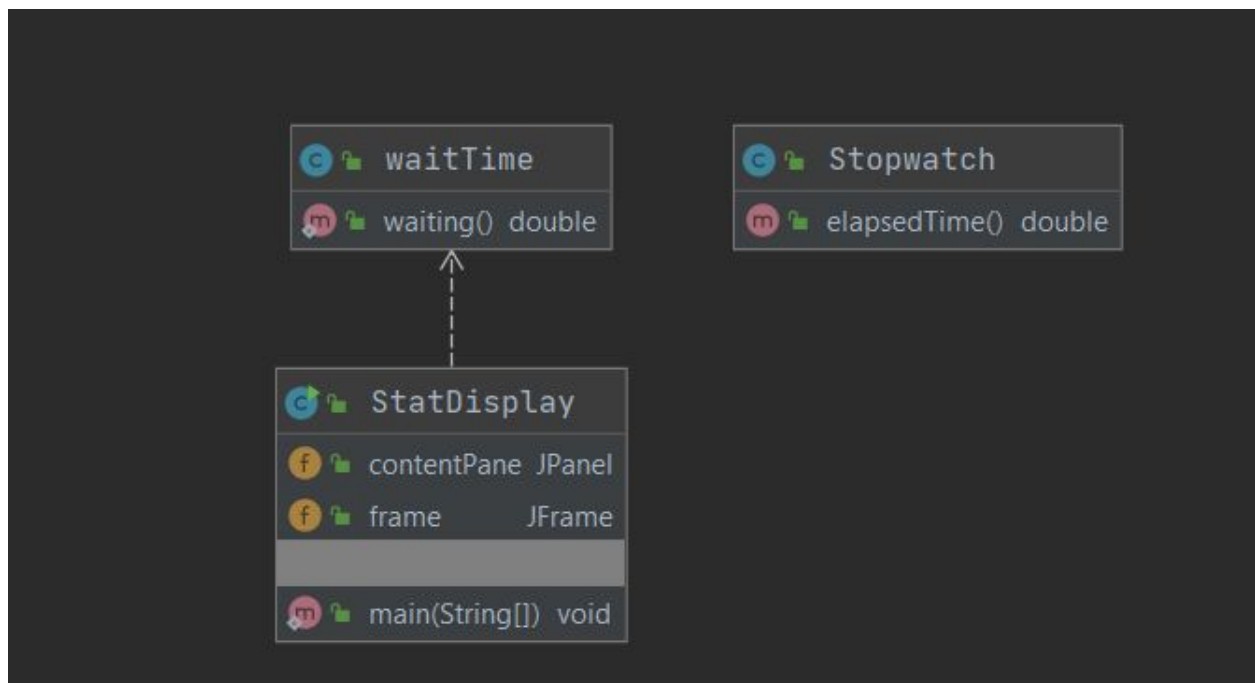 waitTime
waiting() double
Stopwatch
elapsedTime() double
StatDisplay
contentPane JPanel
frame JFrame
main(String[]) void